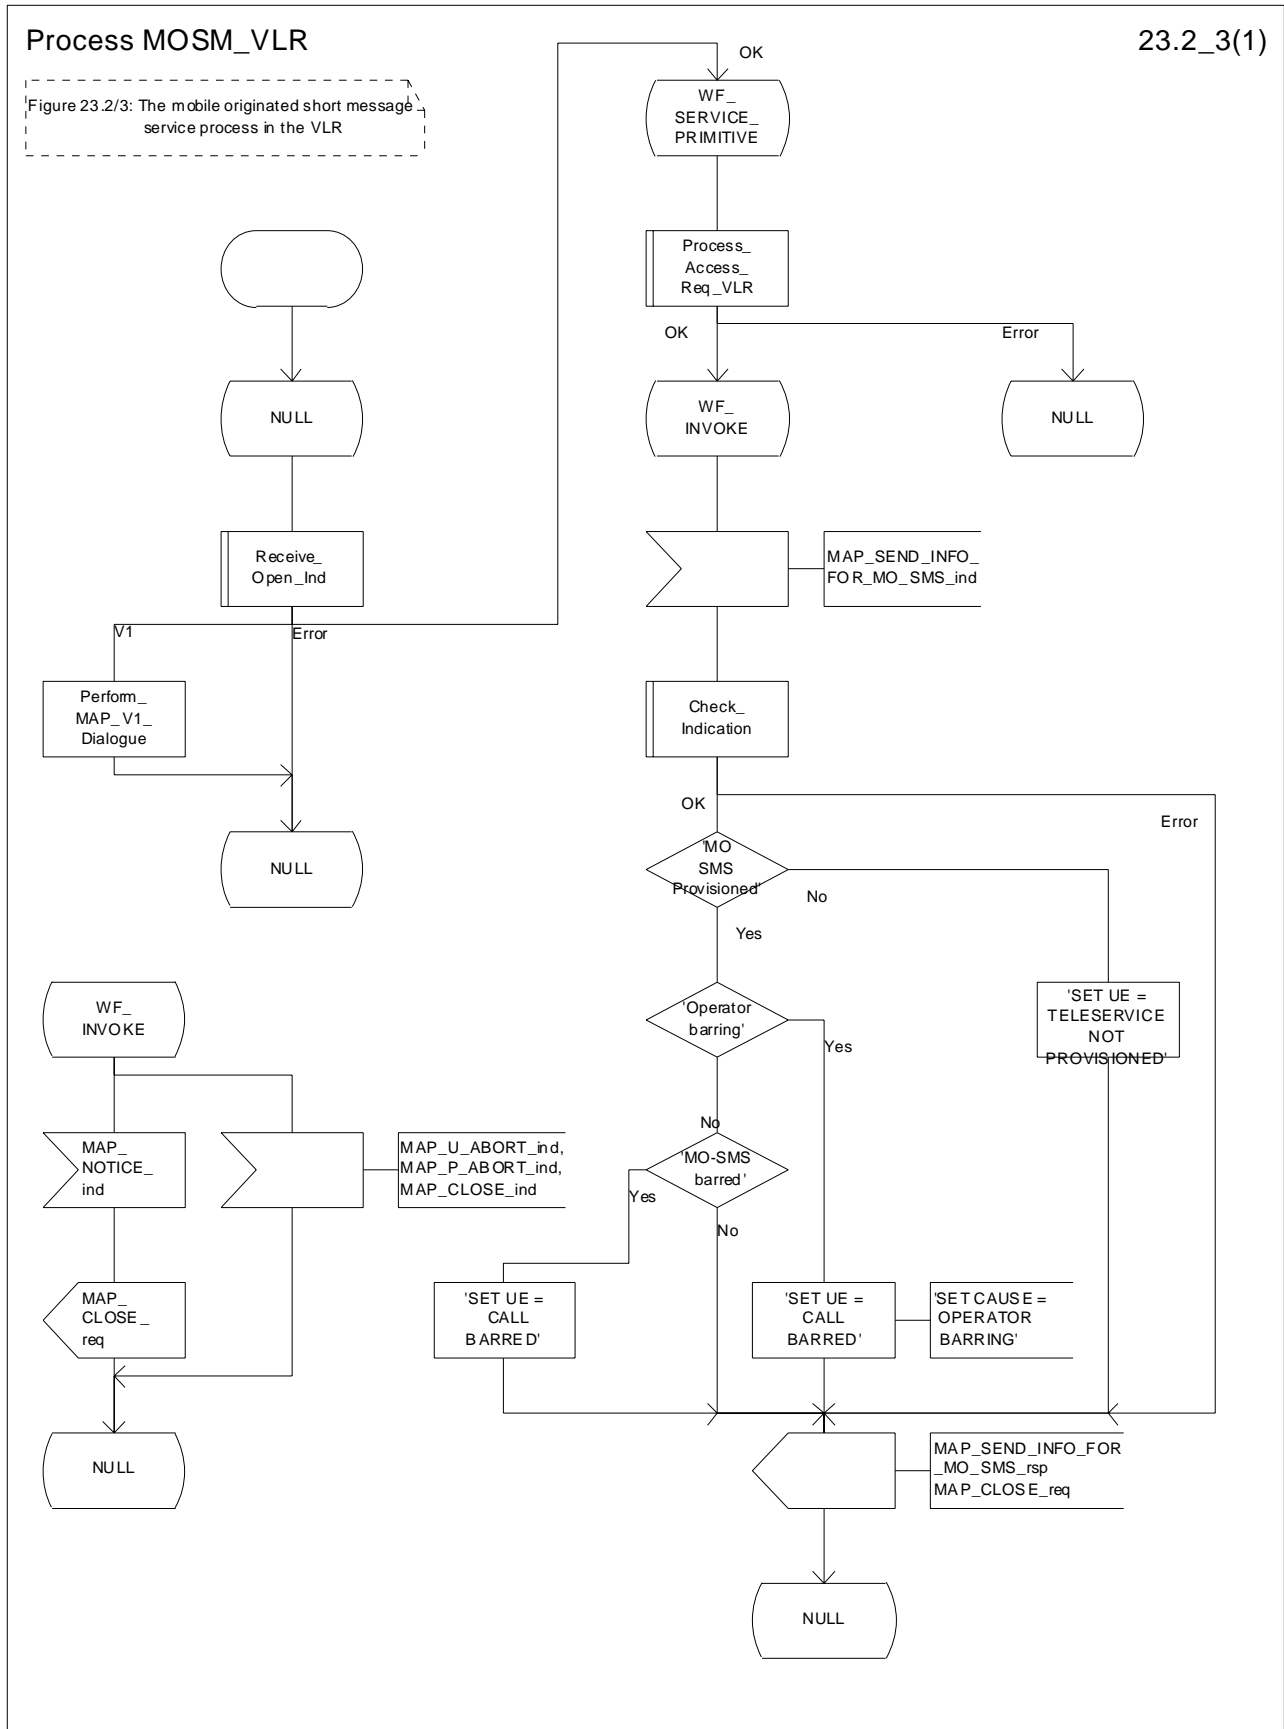 Process MOSM_VLR
23.2_3(1)
Figure 23.2/3: The mobile originated short message
service process in the VLR
OK
WF_
SERVICE_
PRIMITIVE
Process_
Access_
Req_VLR
OK
Error
NULL
WF_
INVOKE
NULL
Receive_
Open_Ind
MAP_SEND_INFO_
FOR_MO_SMS_ind
V1
Error
Perform_
MAP_V1_
Dialogue
Check_
Indication
OK
Error
NULL
'MO
SMS
Provisioned'
No
Yes
WF_
INVOKE
'Operator
barring'
Yes
'SET UE =
TELESERVICE
NOT
PROVISIONED'
No
MAP_
NOTICE_
ind
MAP_U_ABORT_ind,
MAP_P_ABORT_ind,
MAP_CLOSE_ind
'MO-SMS
barred'
Yes
No
MAP_
CLOSE_
req
'SET UE =
CALL
BARRED'
'SET UE =
CALL
BARRED'
'SET CAUSE =
OPERATOR
BARRING'
NULL
MAP_SEND_INFO_FOR
_MO_SMS_rsp
MAP_CLOSE_req
NULL